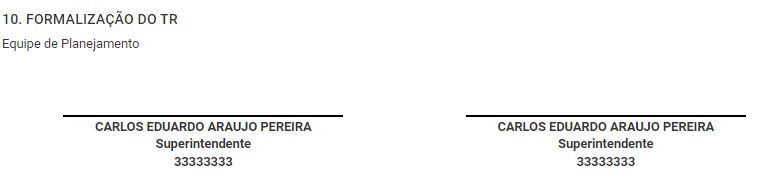 10. FORMALIZAÇÃO DO TR
Equipe de Planejamento
CARLOS EDUARDO ARAUJO PEREIRA
Superintendente
33333333
CARLOS EDUARDO ARAUJO PEREIRA
Superintendente
33333333